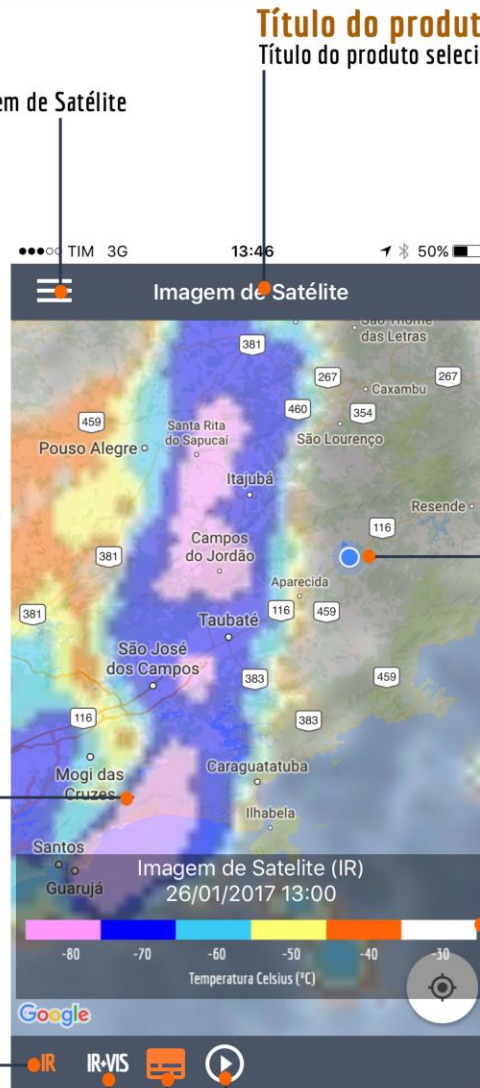 Título do produt
Título do produto seleci
em de Satélite
TIM 3G 13:46 50%
Imagem de Satélite
das Letras
381
267
267
Caxambu
459
460
354
Santa Rita
do Sapucaí
São Lourenço
Pouso Alegre
Itajubá
Resende
116
Campos
do Jordão
381
Aparecida
381
116
459
Taubaté
São José
dos Campos
383
459
116
383
Mogi das
Cruzes
Caraguatatuba
Ilhabela
Santos
Guarujá
Imagem de Satelite (IR)
26/01/2017 13:00
-80 -70 -60 -50 -40 -30
Temperatura Celsius (°C)
Google
IR IR+VIS